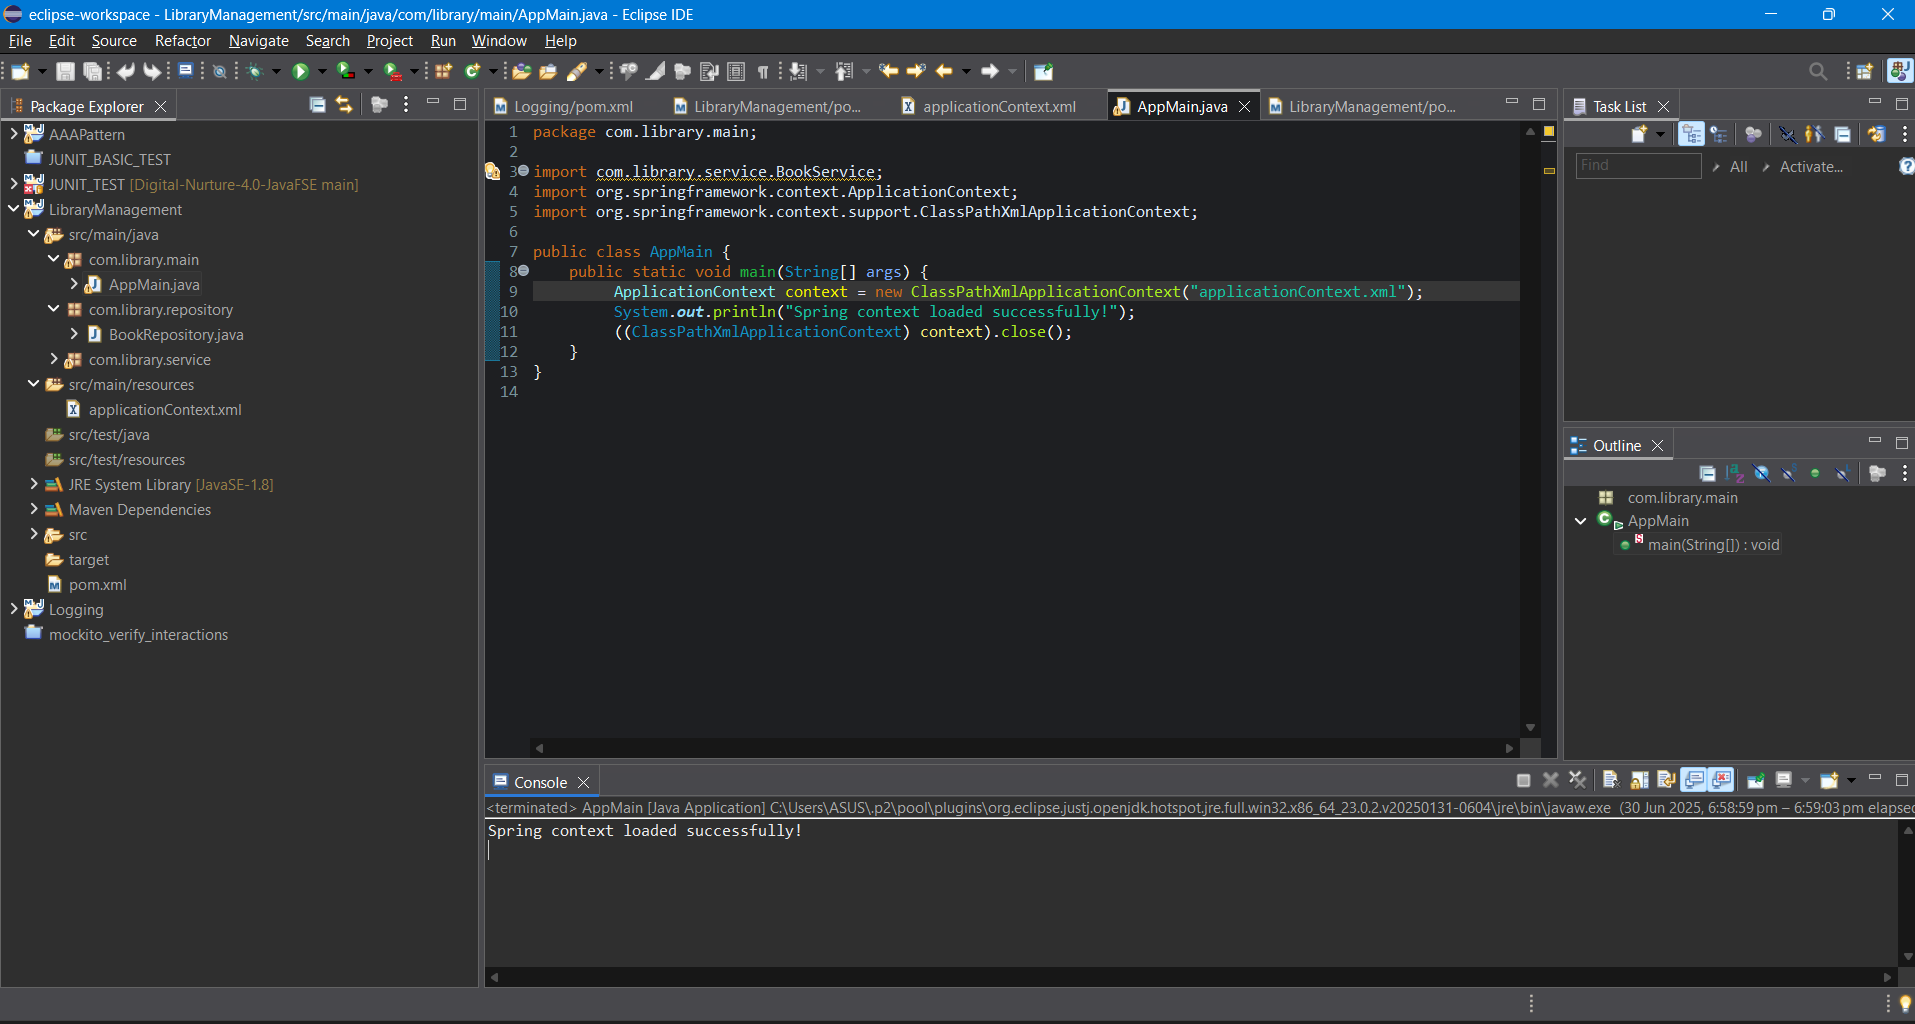 eclipse-workspace - LibraryManagement/src/main/java/com/library/main/AppMain.java - Eclipse IDE
File Edit Source Refactor Navigate Search Project Run Window Help
Package Explorer
AAAPattern
JUNIT_BASIC_TEST
JUNIT_TEST [Digital-Nurture-4.0-JavaFSE main]
LibraryManagement
src/main/java
com.library.main
AppMain.java
com.library.repository
BookRepository.java
com.library.service
src/main/resources
applicationContext.xml
src/test/java
src/test/resources
JRE System Library [JavaSE-1.8]
Maven Dependencies
src
target
pom.xml
Logging
mockito_verify_interactions
Logging/pom.xml LibraryManagement/po... applicationContext.xml AppMain.java LibraryManagement/po...
1 package com.library.main;
2
3 import com.library.service.BookService;
4 import org.springframework.context.ApplicationContext;
5 import org.springframework.context.support.ClassPathXmlApplicationContext;
6
7 public class AppMain {
8 public static void main(String[] args) {
9 ApplicationContext context = new ClassPathXmlApplicationContext("applicationContext.xml");
10 System.out.println("Spring context loaded successfully!");
11 ((ClassPathXmlApplicationContext) context).close();
12 }
13 }
14
Task List
Find All Activate...
Outline
com.library.main
AppMain
main(String[]) : void
Console
<terminated> AppMain [Java Application] C:\Users\ASUS\.p2\pool\plugins\org.eclipse.justj.openjdk.hotspot.jre.full.win32.x86_64_23.0.2.v20250131-0604\jre\bin\javaw.exe (30 Jun 2025, 6:58:59 pm – 6:59:03 pm elapsed
Spring context loaded successfully!